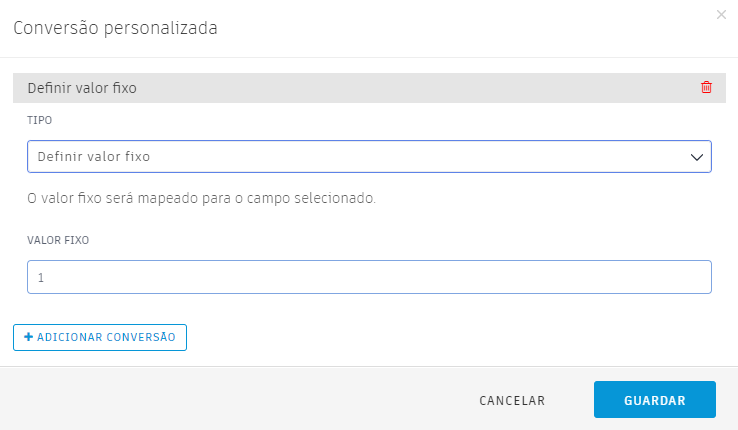 Conversão personalizada
Definir valor fixo
TIPO
Definir valor fixo
O valor fixo será mapeado para o campo selecionado.
VALOR FIXO
1
+ ADICIONAR CONVERSÃO
CANCELAR
GUARDAR